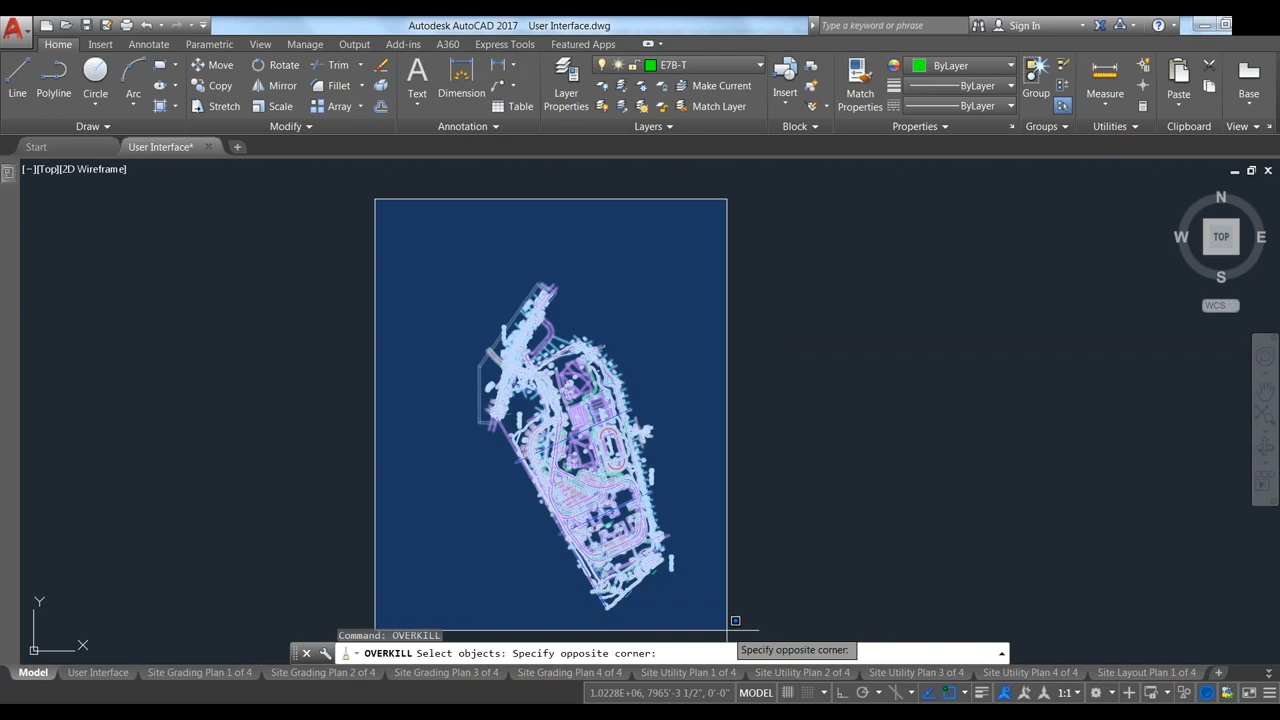 Autodesk AutoCAD 2017 User Interface.dwg
Type a keyword or phrase
Sign In
Home Insert Annotate Parametric View Manage Output Add-ins A360 Express Tools Featured Apps
Line Polyline Circle Arc
Move Rotate Trim
Copy Mirror Fillet
Stretch Scale Array
Text Dimension Table
Layer Properties
E7B-T
Make Current
Match Layer
Insert
Match Properties
ByLayer
ByLayer
ByLayer
Group
Measure
Paste
Base
Draw Modify Annotation Layers Block Properties Groups Utilities Clipboard View
Start User Interface*
[−][Top][2D Wireframe]
N
W TOP E
S
WCS
Y
X
Command: OVERKILL
OVERKILL Select objects: Specify opposite corner:
Specify opposite corner:
Model User Interface Site Grading Plan 1 of 4 Site Grading Plan 2 of 4 Site Grading Plan 3 of 4 Site Grading Plan 4 of 4 Site Utility Plan 1 of 4 Site Utility Plan 2 of 4 Site Utility Plan 3 of 4 Site Utility Plan 4 of 4 Site Layout Plan 1 of 4
1.0228E+06, 7965'-3 1/2", 0'-0" MODEL 1:1